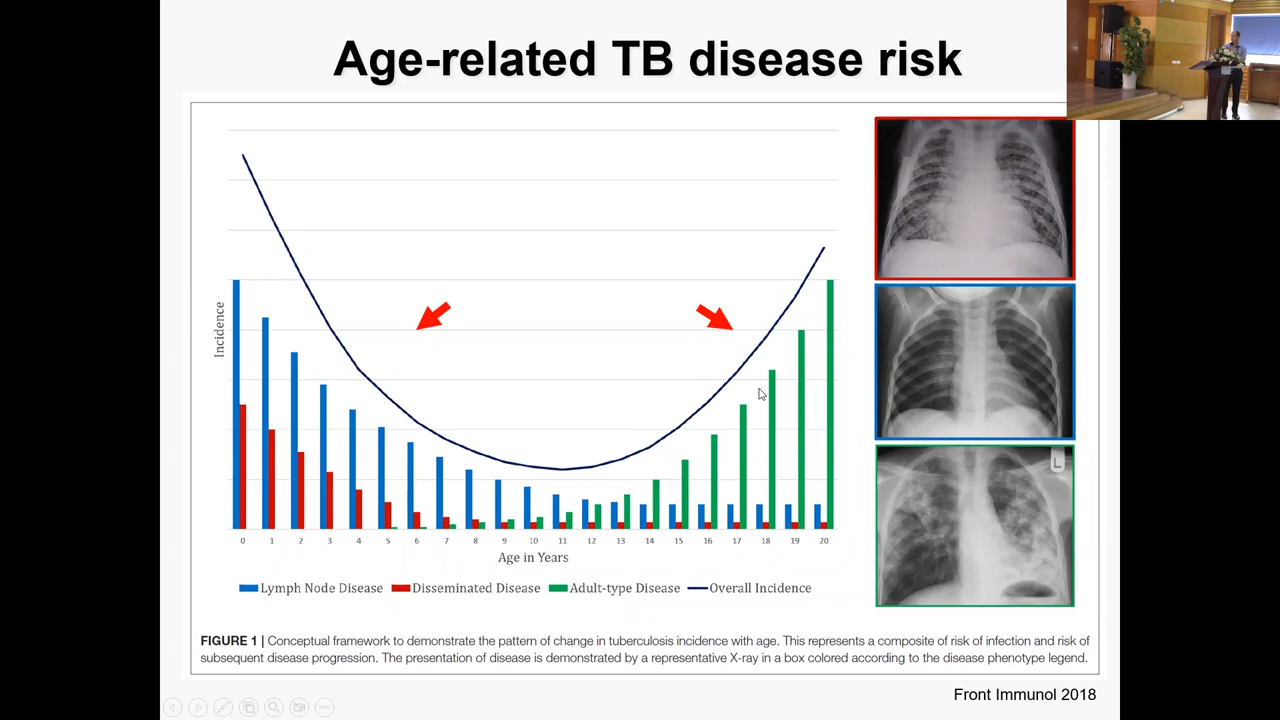 Age-related TB disease risk
Incidence
0 1 2 3 4 5 6 7 8 9 10 11 12 13 14 15 16 17 18 19 20
Age in Years
Lymph Node Disease Disseminated Disease Adult-type Disease Overall Incidence
L
FIGURE 1 | Conceptual framework to demonstrate the pattern of change in tuberculosis incidence with age. This represents a composite of risk of infection and risk of
subsequent disease progression. The presentation of disease is demonstrated by a representative X-ray in a box colored according to the disease phenotype legend.
Front Immunol 2018